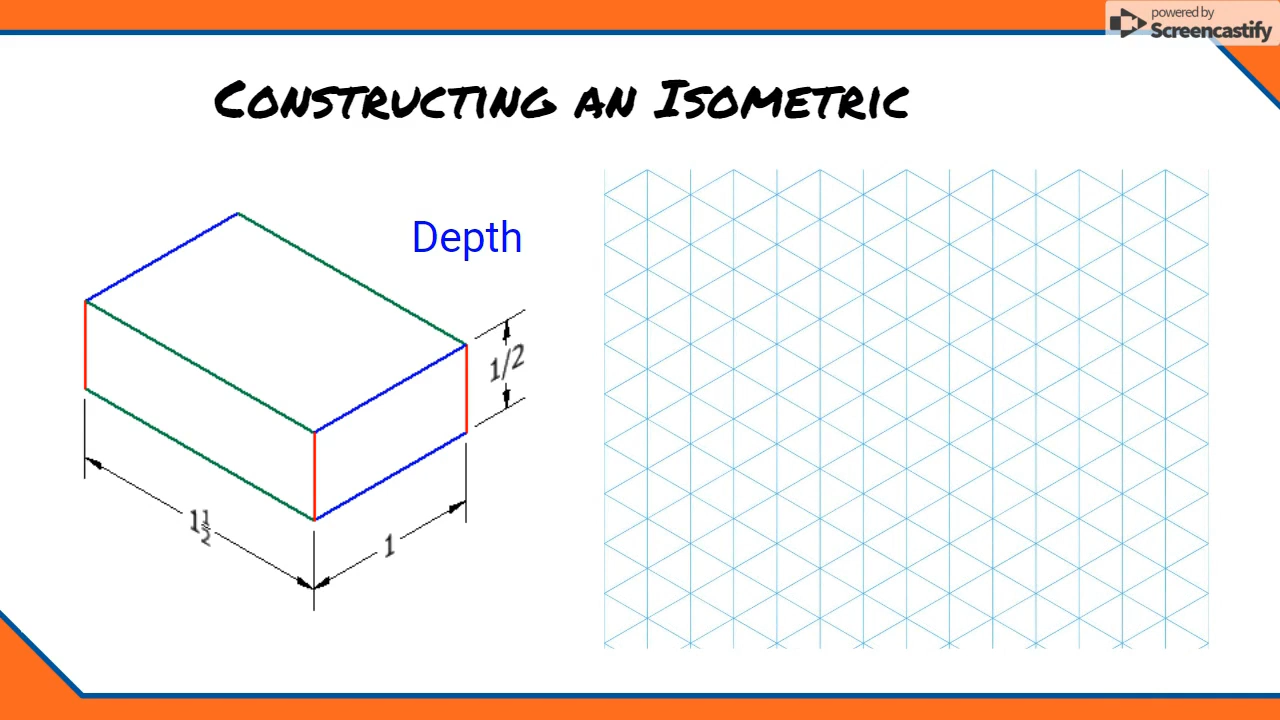 powered by
Screencastify
Constructing an Isometric
Depth
1/2
1½
1